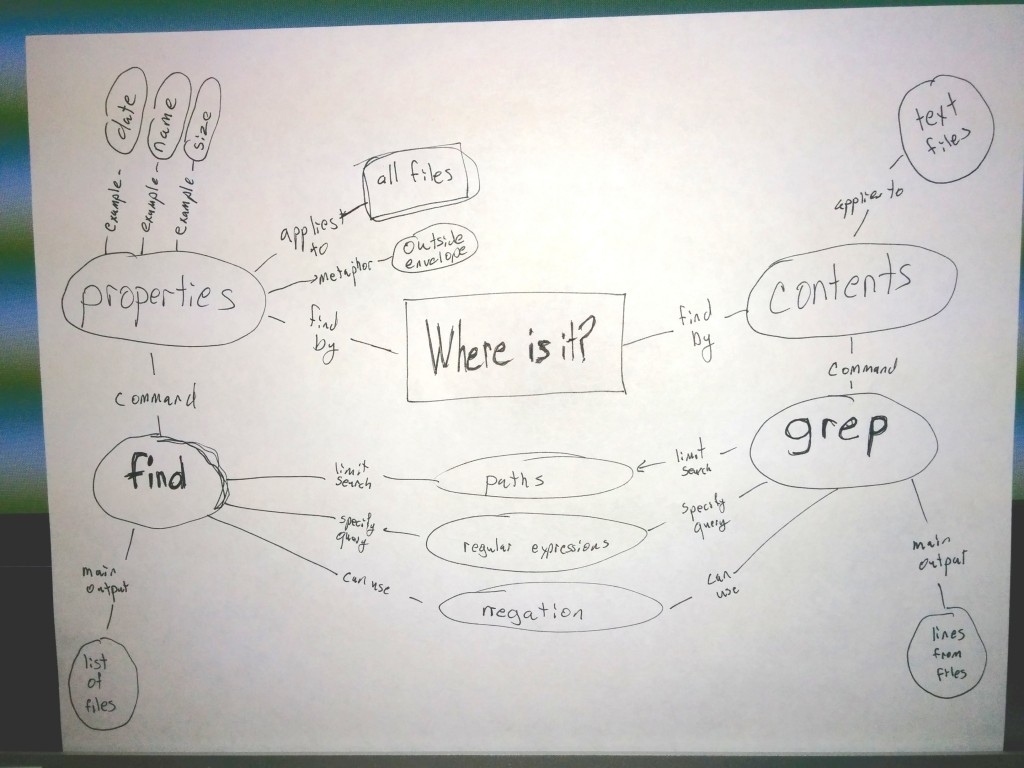 date
name
size
example
example
example
text
files
applies to
all files
applies
to
outside
envelope
metaphor
properties
contents
find
by
Where is it?
find
by
command
command
find
grep
limit
search
paths
limit
search
specify
query
regular expressions
specify
query
can use
negation
can
use
main
output
main
output
list
of
files
lines
from
files